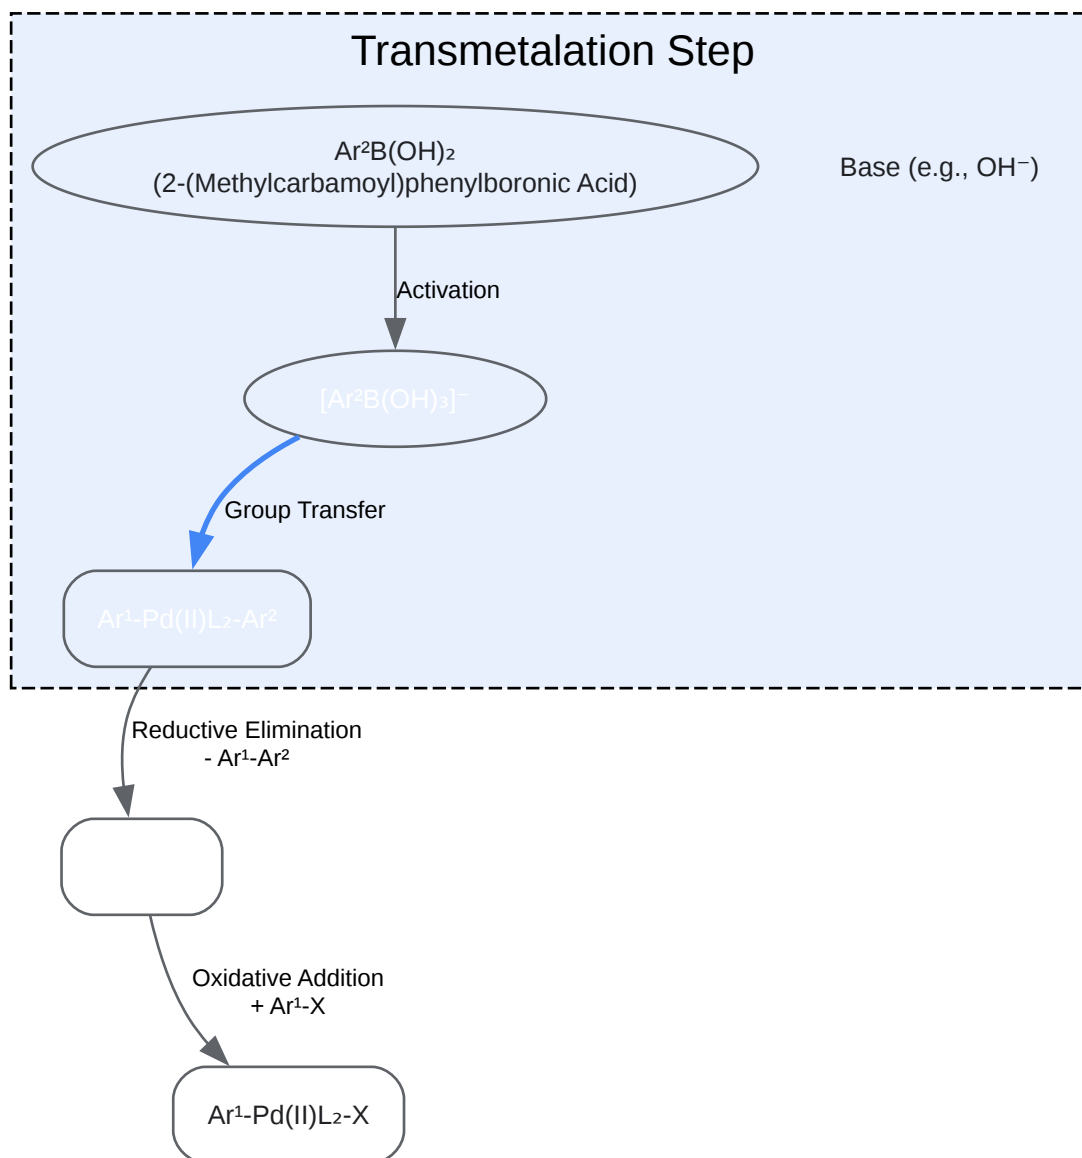 Transmetalation Step
Ar²B(OH)₂
(2-(Methylcarbamoyl)phenylboronic Acid)
Base (e.g., OH⁻)
Activation
[Ar²B(OH)₃]⁻
Group Transfer
Ar¹-Pd(II)L₂-Ar²
Reductive Elimination
- Ar¹-Ar²
Oxidative Addition
+ Ar¹-X
Ar¹-Pd(II)L₂-X